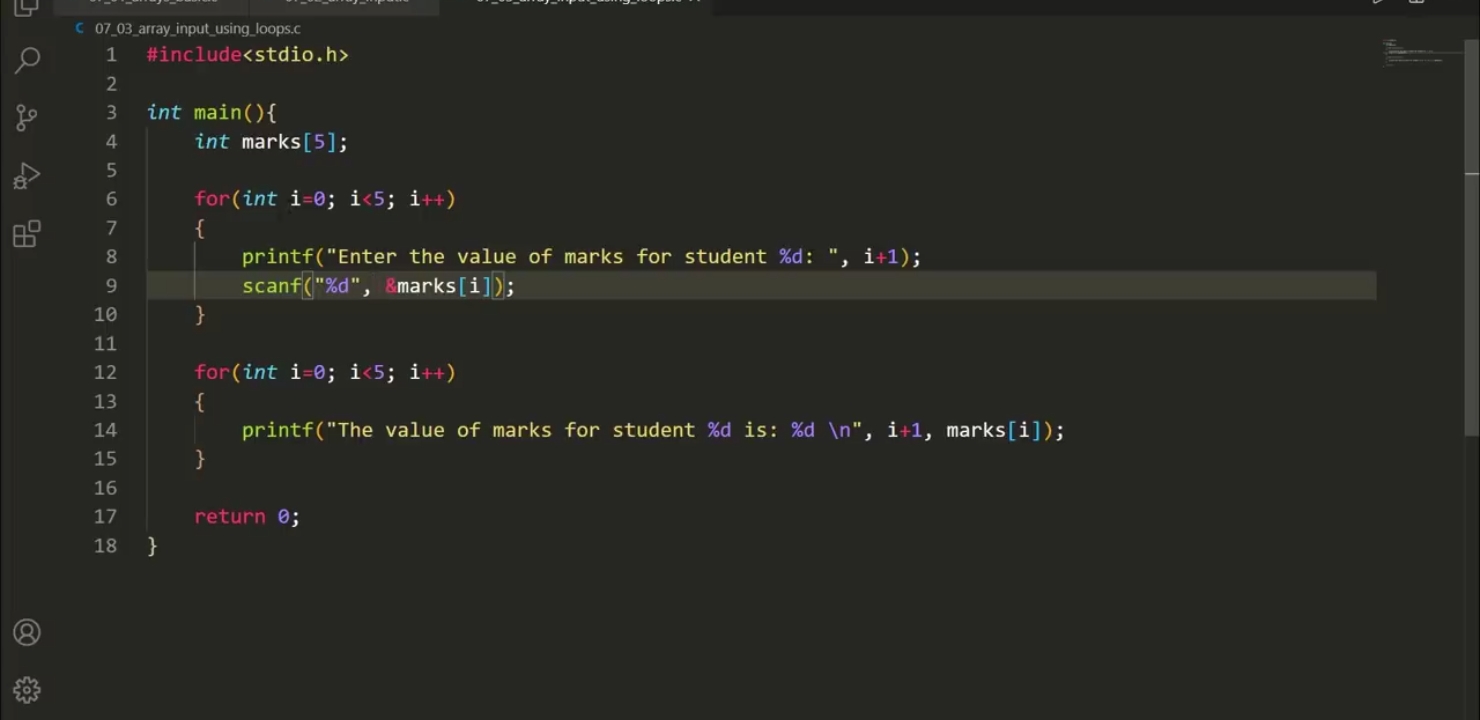 07_03_array_input_using_loops.c
1 #include<stdio.h>
2
3 int main(){
4 int marks[5];
5
6 for(int i=0; i<5; i++)
7 {
8 printf("Enter the value of marks for student %d: ", i+1);
9 scanf("%d", &marks[i]);
10 }
11
12 for(int i=0; i<5; i++)
13 {
14 printf("The value of marks for student %d is: %d \n", i+1, marks[i]);
15 }
16
17 return 0;
18 }